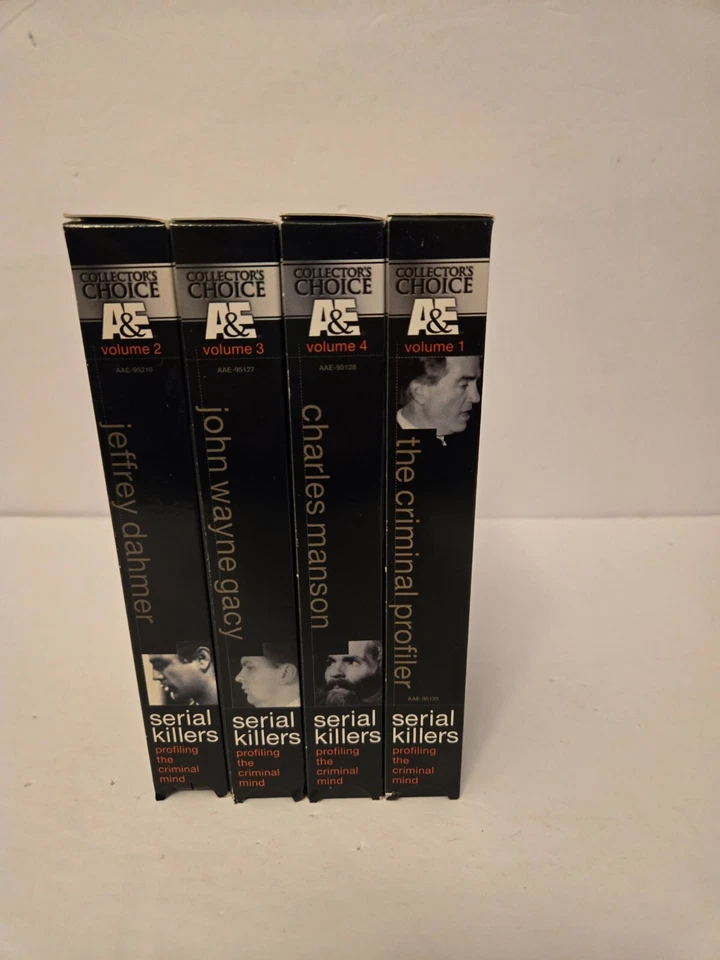 COLLECTOR'S
CHOICE
A&E
volume 2
AAE-95216
jeffrey dahmer
serial
killers
profiling
the
criminal
mind
COLLECTOR'S
CHOICE
A&E
volume 3
AAE-95127
john wayne gacy
serial
killers
profiling
the
criminal
mind
COLLECTOR'S
CHOICE
A&E
volume 4
AAE-95128
charles manson
serial
killers
profiling
the
criminal
mind
COLLECTOR'S
CHOICE
A&E
volume 1
the criminal profiler
serial
killers
profiling
the
criminal
mind